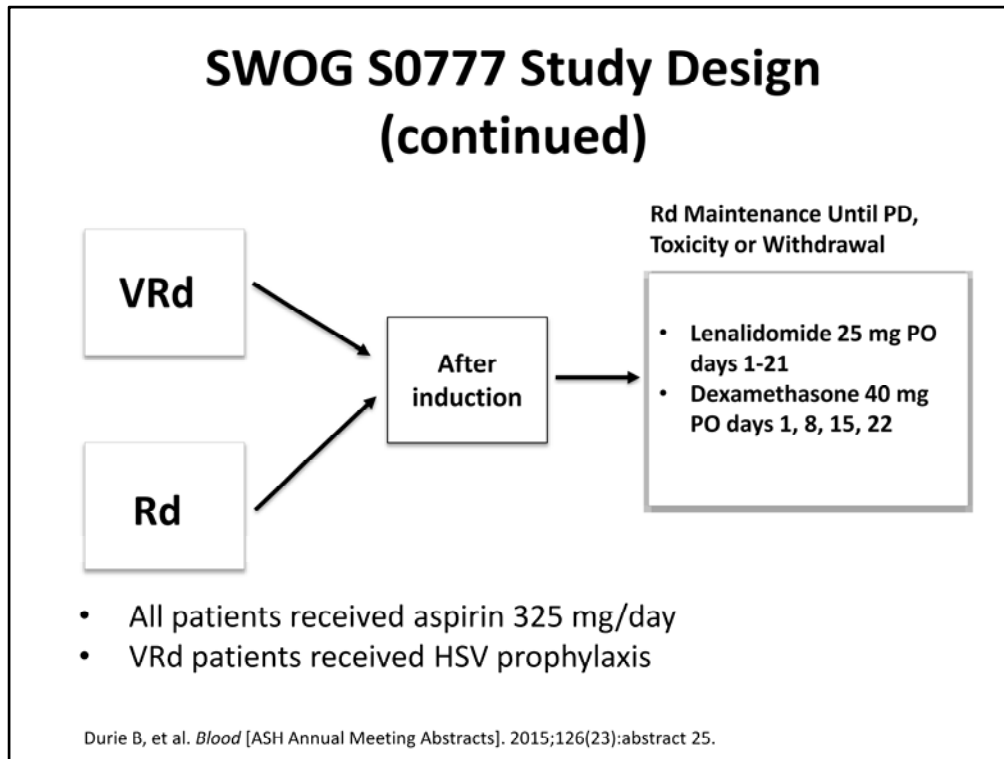 SWOG S0777 Study Design
(continued)
Rd Maintenance Until PD,
Toxicity or Withdrawal
VRd
Rd
After
induction
• Lenalidomide 25 mg PO
days 1-21
• Dexamethasone 40 mg
PO days 1, 8, 15, 22
• All patients received aspirin 325 mg/day
• VRd patients received HSV prophylaxis
Durie B, et al. Blood [ASH Annual Meeting Abstracts]. 2015;126(23):abstract 25.